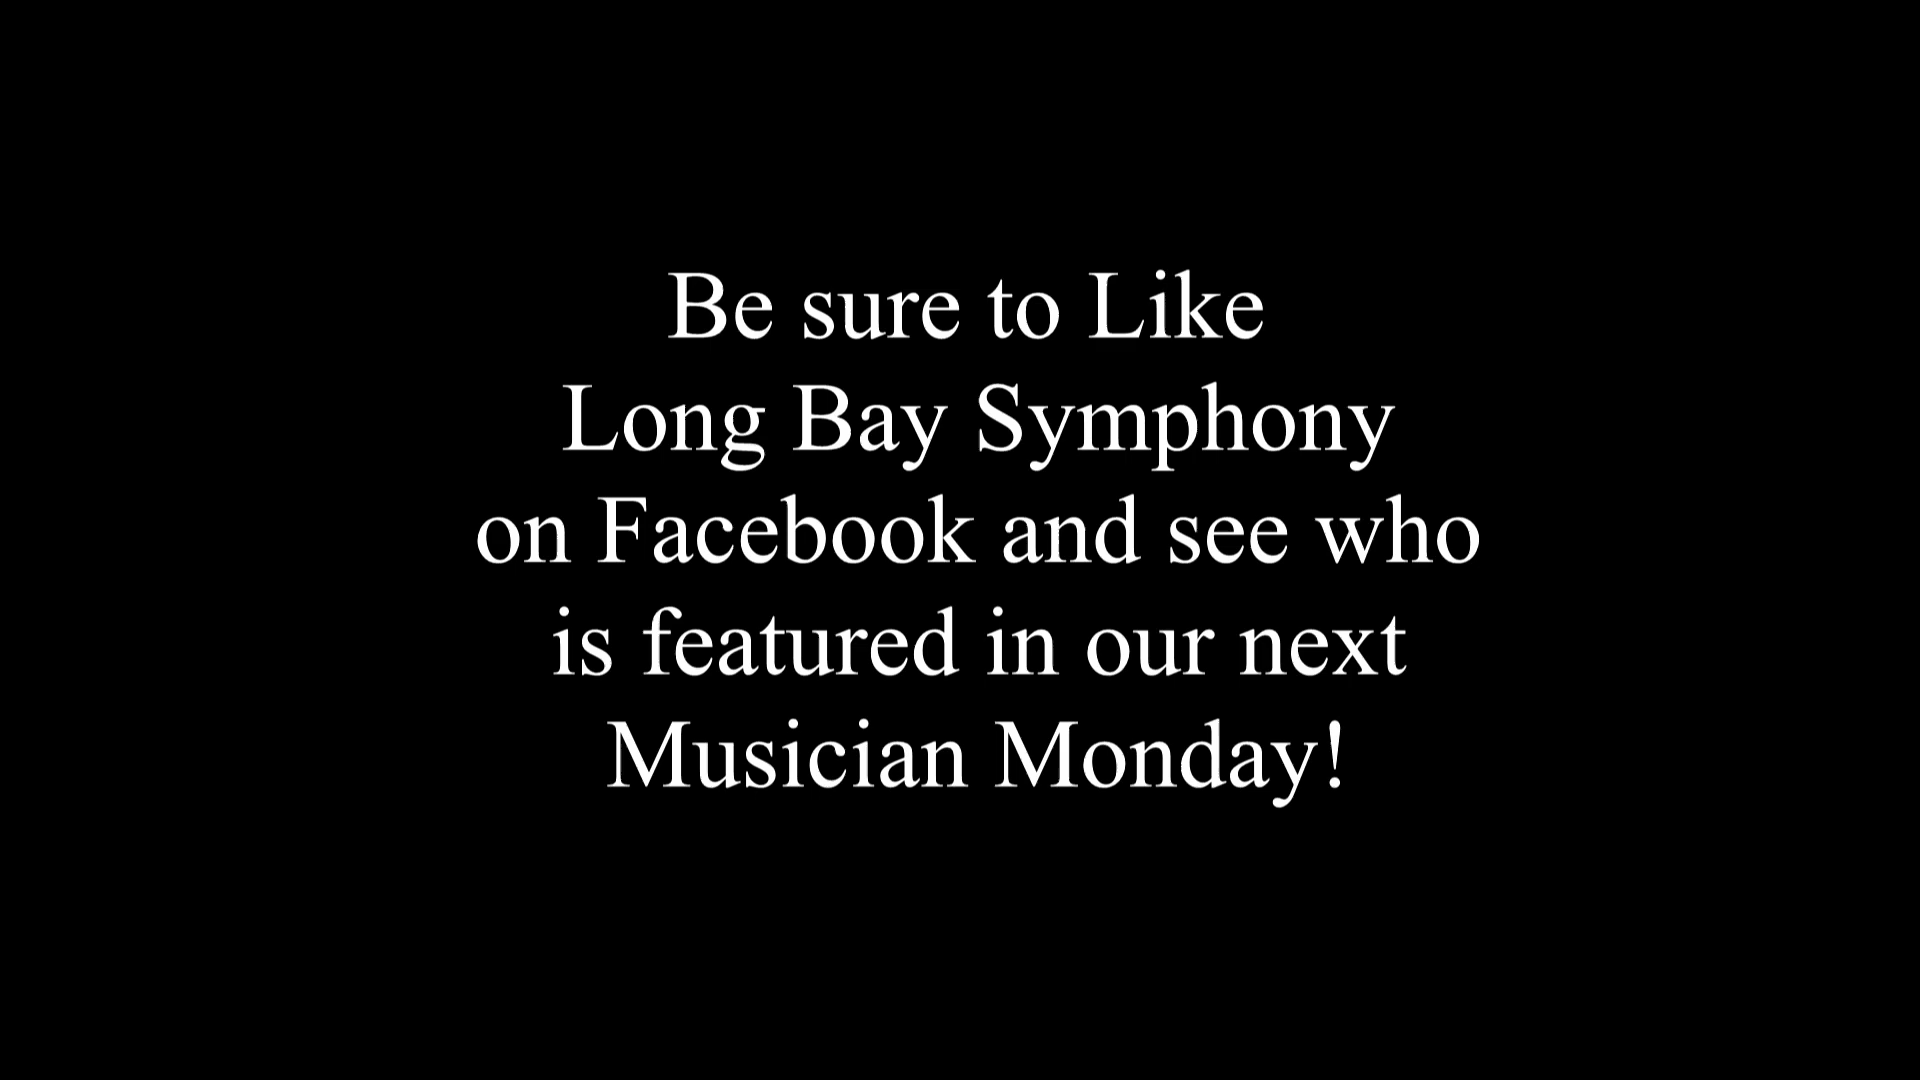 Be sure to Like
Long Bay Symphony
on Facebook and see who
is featured in our next
Musician Monday!